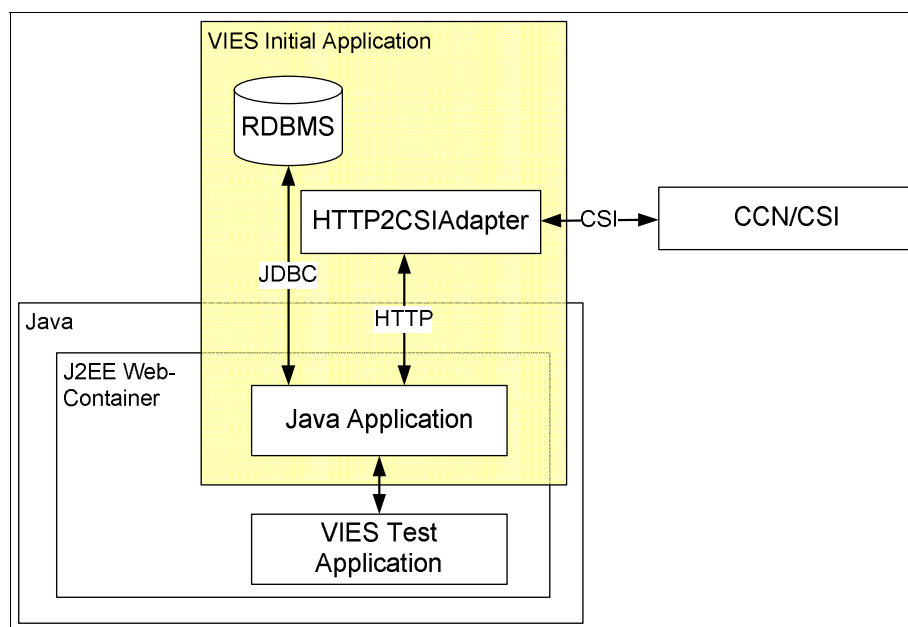 VIES Initial Application
RDBMS
HTTP2CSIAdapter
CSI
CCN/CSI
JDBC
HTTP
Java
J2EE Web-
Container
Java Application
VIES Test
Application